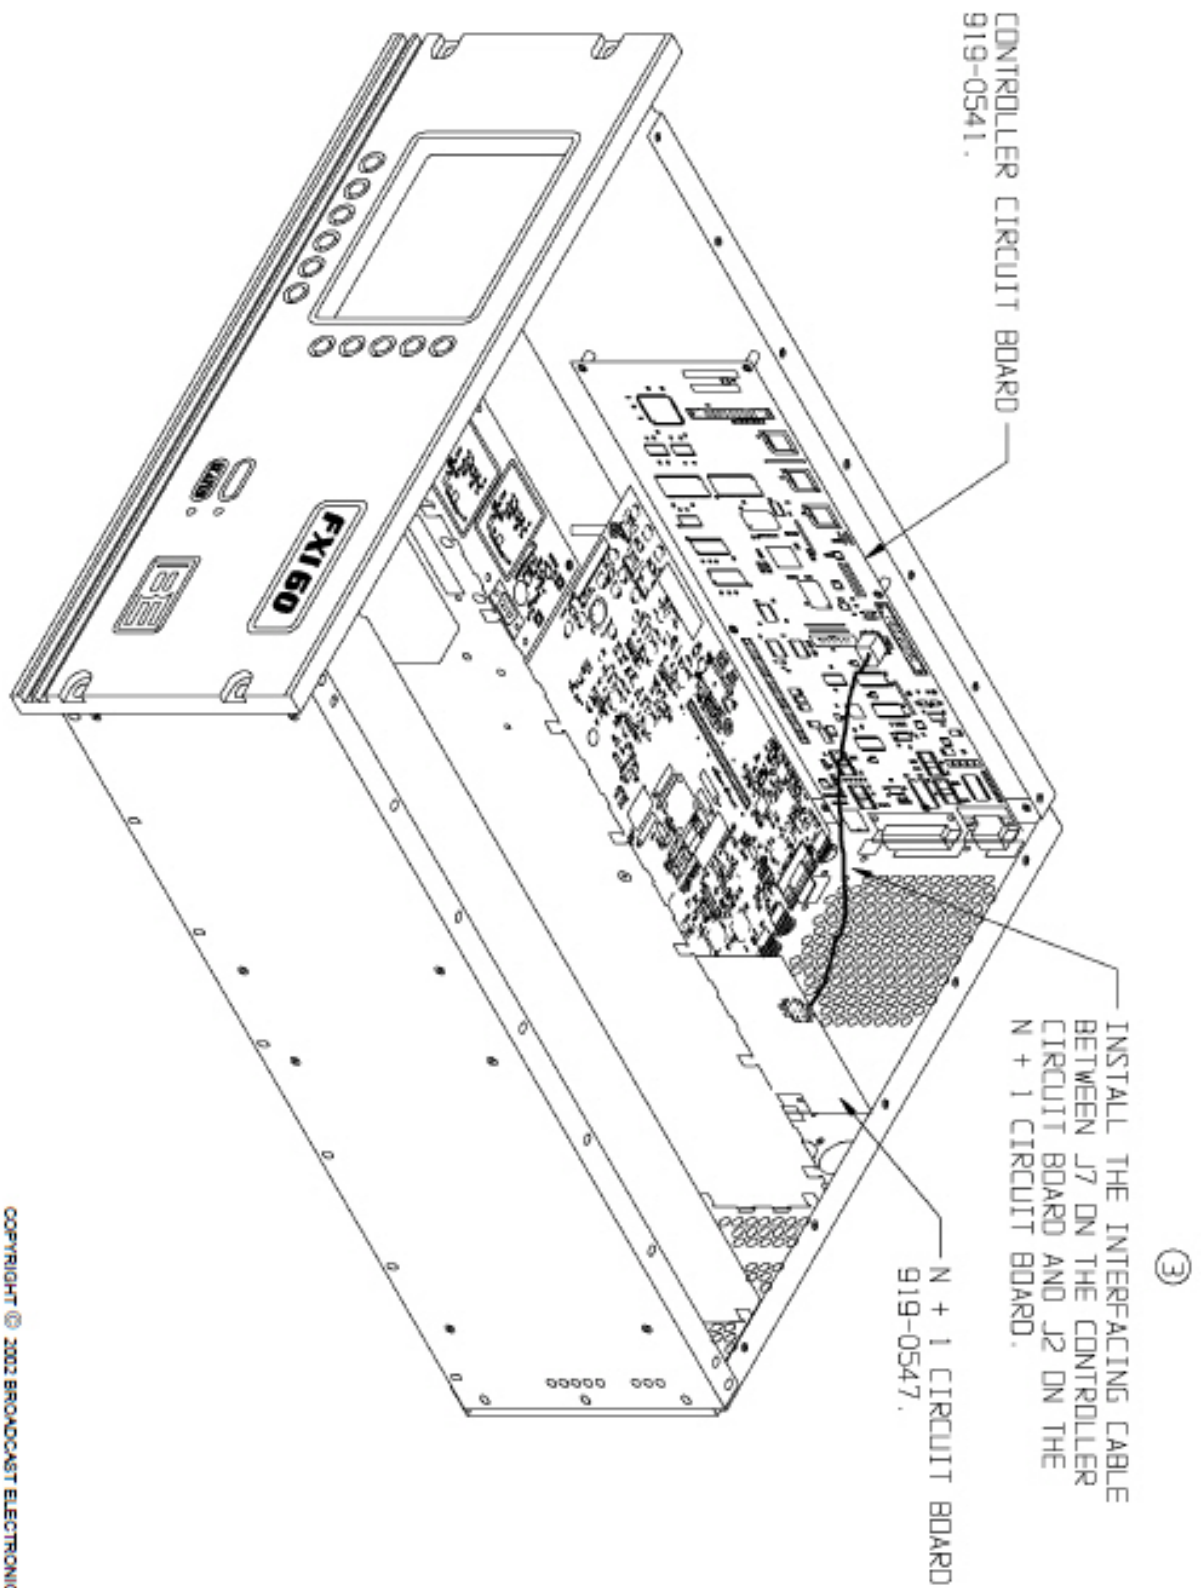 ③
INSTALL THE INTERFACING CABLE
BETWEEN J7 ON THE CONTROLLER
CIRCUIT BOARD AND J2 ON THE
N + 1 CIRCUIT BOARD.
CONTROLLER CIRCUIT BOARD
919-0541.
N + 1 CIRCUIT BOARD
919-0547.
FXI 60
COPYRIGHT © 2002 BROADCAST ELECTRONIC